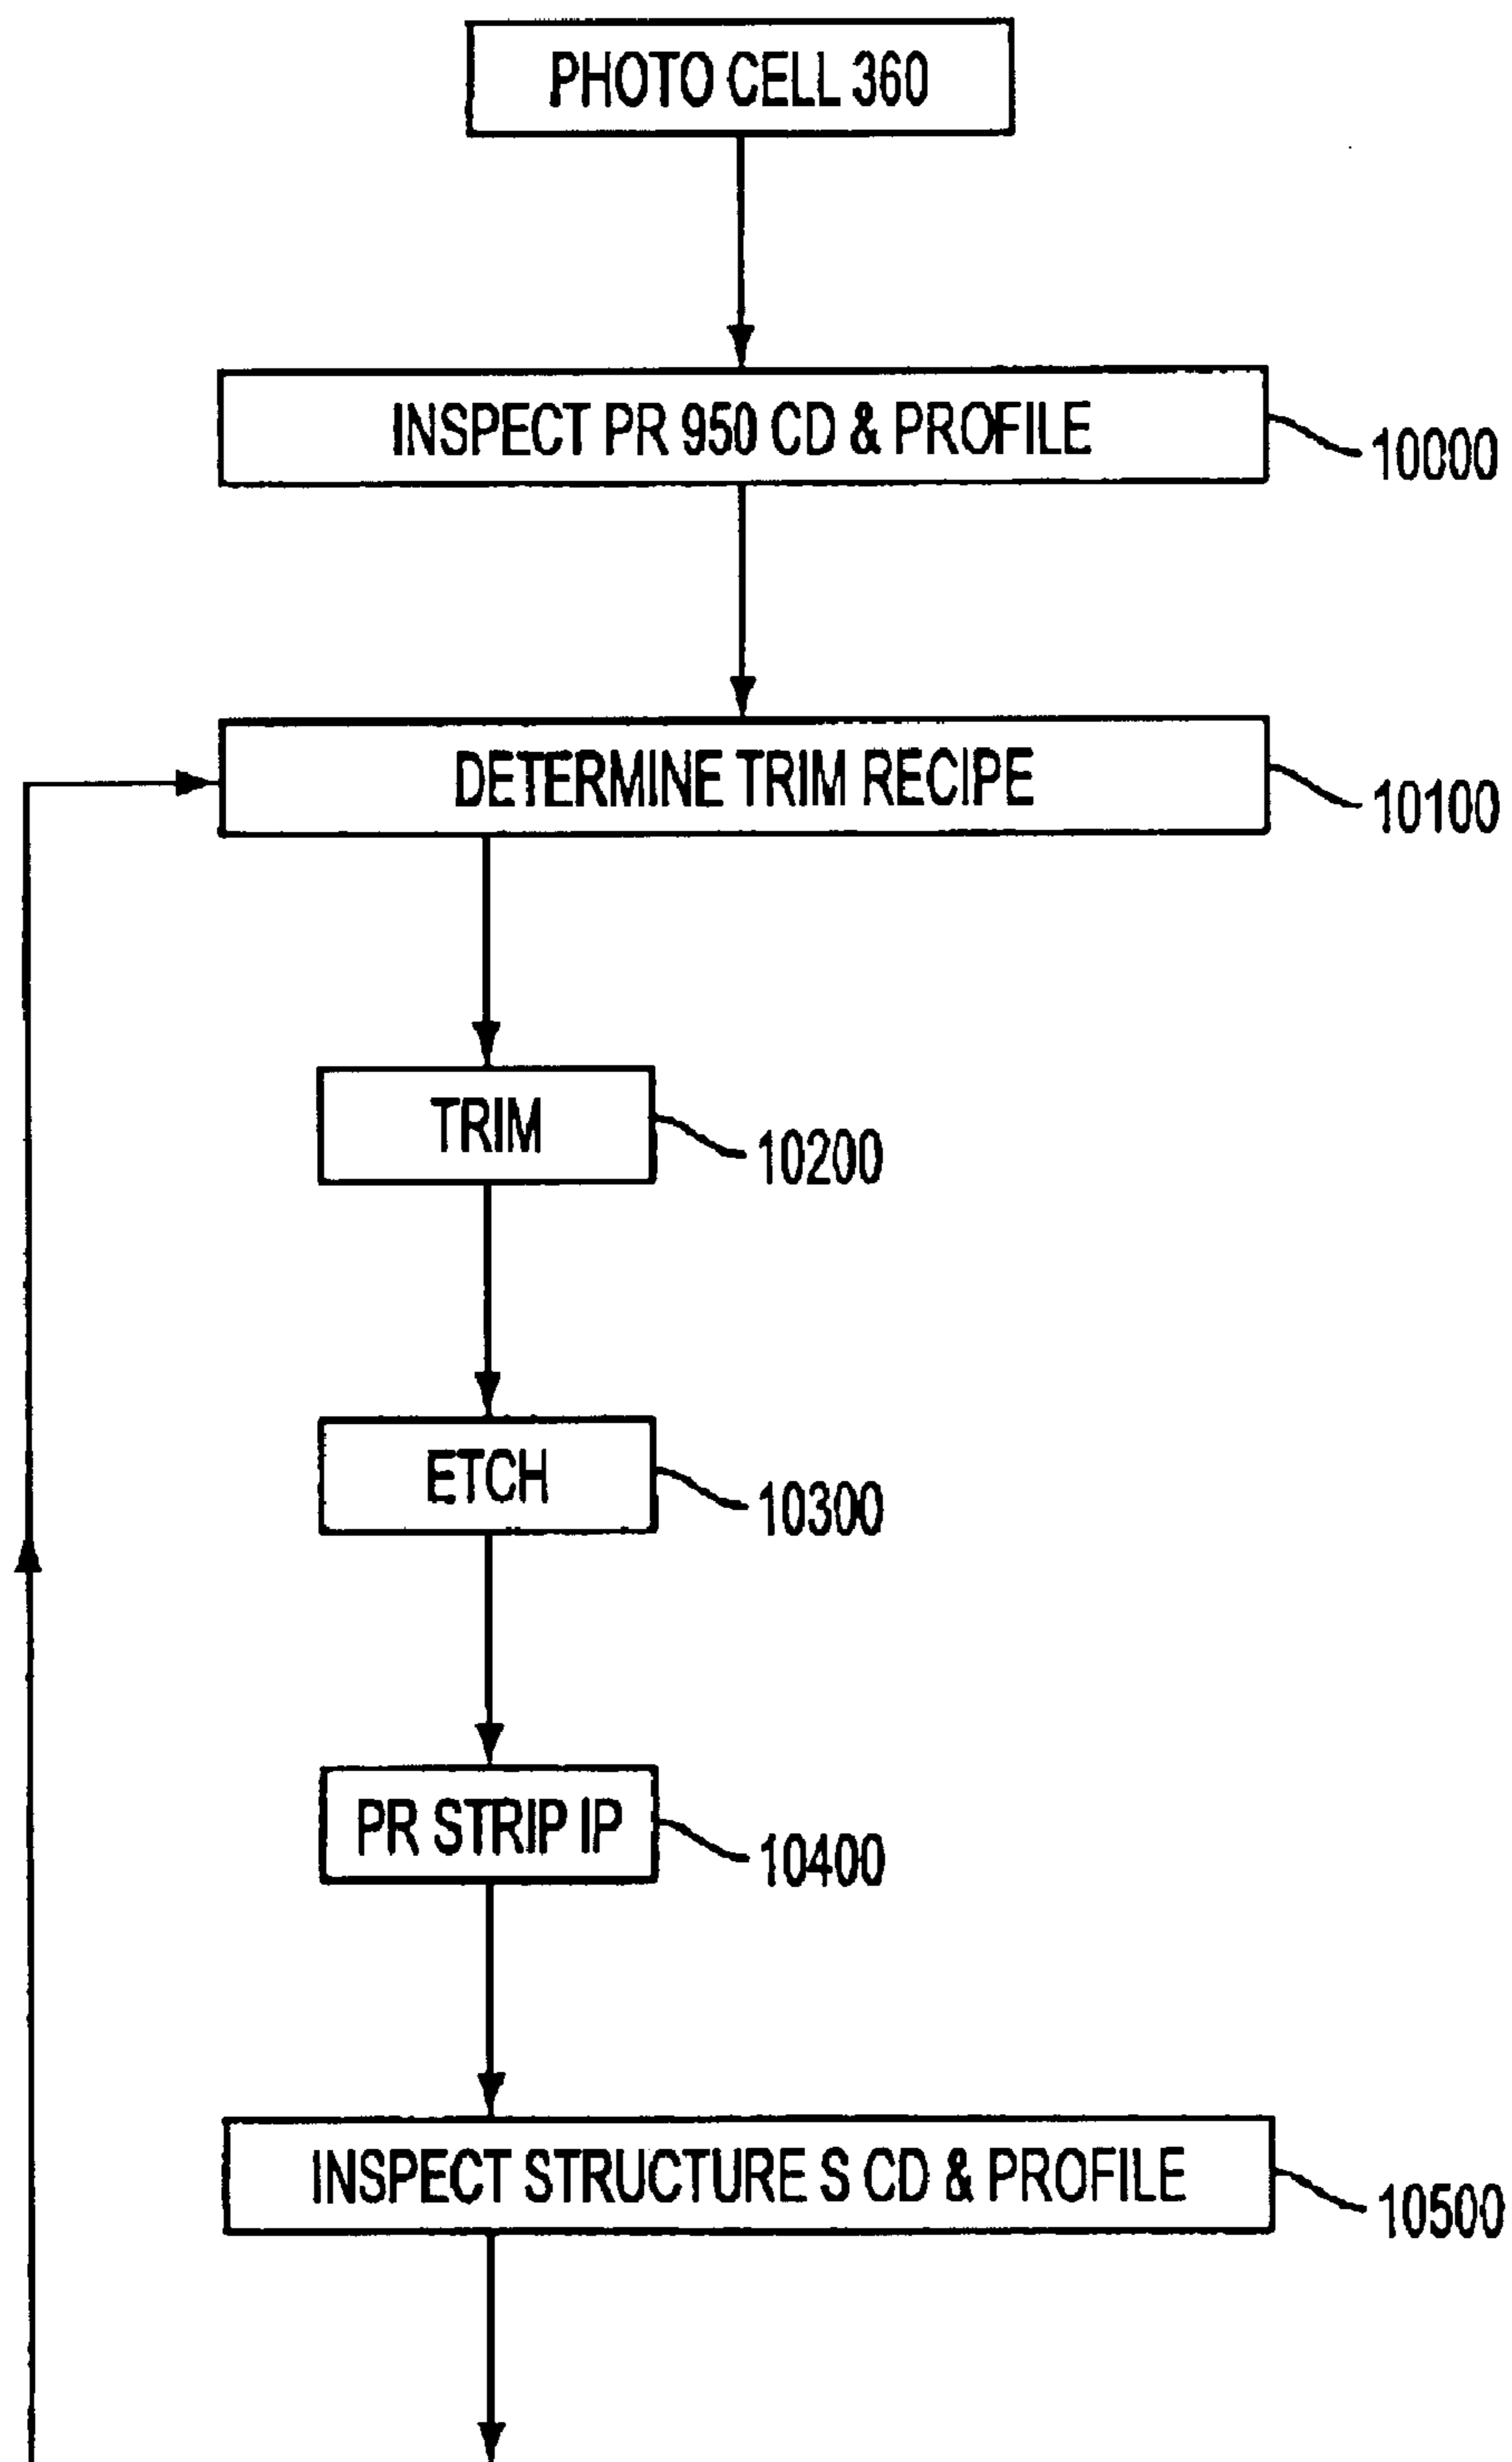 PHOTO CELL 360
INSPECT PR 950 CD & PROFILE
10000
DETERMINE TRIM RECIPE
10100
TRIM
10200
ETCH
10300
PR STRIP IP
10400
INSPECT STRUCTURE S CD & PROFILE
10500